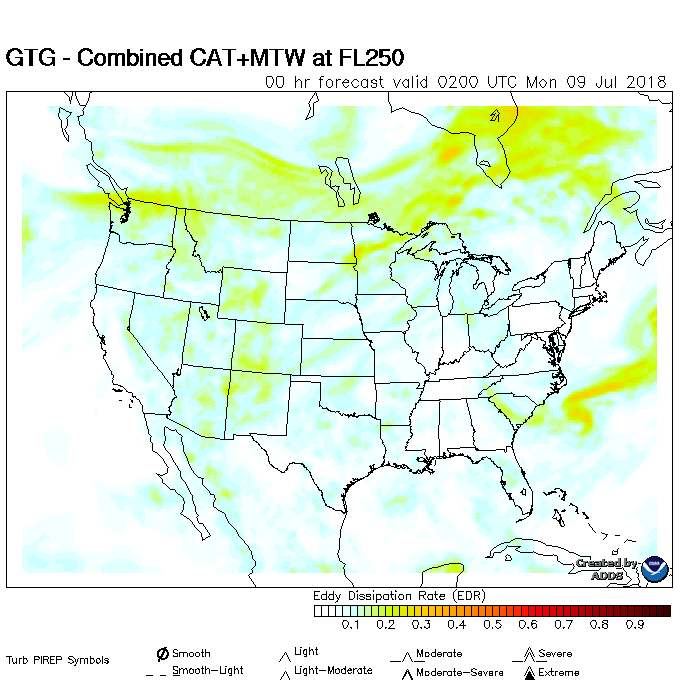 GTG - Combined CAT+MTW at FL250
00 hr forecast valid 0200 UTC Mon 09 Jul 2018
Created by
ADDS
Eddy Dissipation Rate (EDR)
0.1 0.2 0.3 0.4 0.5 0.6 0.7 0.8 0.9
Turb PIREP Symbols
Smooth Light Moderate Severe
Smooth-Light Light-Moderate Moderate-Severe Extreme